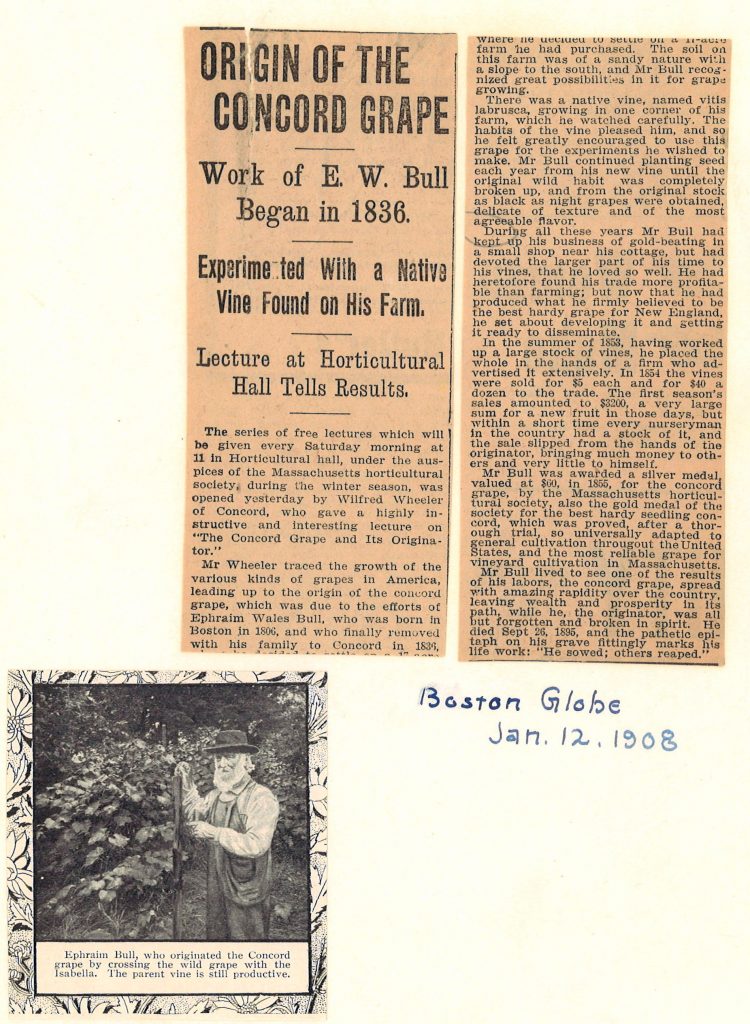 ORIGIN OF THE
CONCORD GRAPE
Work of E. W. Bull
Began in 1836.
Experimented With a Native
Vine Found on His Farm.
Lecture at Horticultural
Hall Tells Results.
The series of free lectures which will
be given every Saturday morning at
11 in Horticultural hall, under the aus-
pices of the Massachusetts horticultural
society, during the winter season, was
opened yesterday by Wilfred Wheeler
of Concord, who gave a highly in-
structive and interesting lecture on
"The Concord Grape and Its Origina-
tor."
Mr Wheeler traced the growth of the
various kinds of grapes in America,
leading up to the origin of the concord
grape, which was due to the efforts of
Ephraim Wales Bull, who was born in
Boston in 1806, and who finally removed
with his family to Concord in 1836,
where he decided to settle on a 17-acre
farm he had purchased. The soil on
this farm was of a sandy nature with
a slope to the south, and Mr Bull recog-
nized great possibilities in it for grape
growing.
There was a native vine, named vitis
labrusca, growing in one corner of his
farm, which he watched carefully. The
habits of the vine pleased him, and so
he felt greatly encouraged to use this
grape for the experiments he wished to
make. Mr Bull continued planting seed
each year from his new vine until the
original wild habit was completely
broken up, and from the original stock
as black as night grapes were obtained,
delicate of texture and of the most
agreeable flavor.
During all these years Mr Bull had
kept up his business of gold-beating in
a small shop near his cottage, but had
devoted the larger part of his time to
his vines, that he loved so well. He had
heretofore found his trade more profita-
ble than farming; but now that he had
produced what he firmly believed to be
the best hardy grape for New England,
he set about developing it and getting
it ready to disseminate.
In the summer of 1853, having worked
up a large stock of vines, he placed the
whole in the hands of a firm who ad-
vertised it extensively. In 1854 the vines
were sold for $5 each and for $40 a
dozen to the trade. The first season's
sales amounted to $3200, a very large
sum for a new fruit in those days, but
within a short time every nurseryman
in the country had a stock of it, and
the sale slipped from the hands of the
originator, bringing much money to oth-
ers and very little to himself.
Mr Bull was awarded a silver medal,
valued at $60, in 1855, for the concord
grape, by the Massachusetts horticul-
tural society, also the gold medal of the
society for the best hardy seedling con-
cord, which was proved, after a thor-
ough trial, so universally adapted to
general cultivation througout the United
States, and the most reliable grape for
vineyard cultivation in Massachusetts.
Mr Bull lived to see one of the results
of his labors, the concord grape, spread
with amazing rapidity over the country,
leaving wealth and prosperity in its
path, while he, the originator, was all
but forgotten and broken in spirit. He
died Sept 26, 1895, and the pathetic epi-
taph on his grave fittingly marks his
life work: "He sowed; others reaped."
Boston Globe
Jan. 12. 1908
Ephraim Bull, who originated the Concord
grape by crossing the wild grape with the
Isabella. The parent vine is still productive.